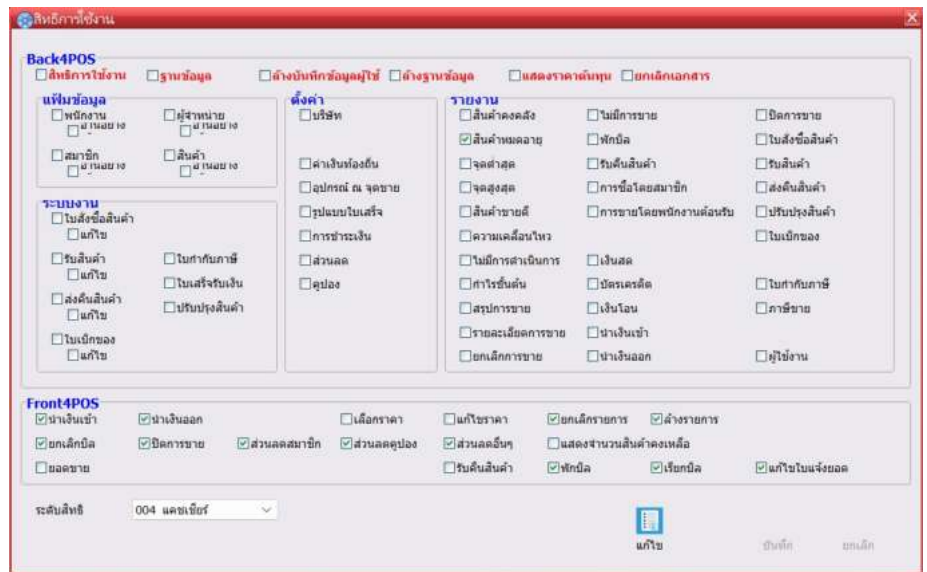 สิทธิการใช้งาน
Back4POS
สิทธิการใช้งาน ฐานข้อมูล ล้างบันทึกข้อมูลผู้ใช้ ล้างฐานข้อมูล แสดงราคาต้นทุน ยกเลิกเอกสาร
แฟ้มข้อมูล
พนักงาน ผู้จำหน่าย
อ่านอย่าง อ่านอย่าง
สมาชิก สินค้า
อ่านอย่าง อ่านอย่าง
ระบบงาน
ใบสั่งซื้อสินค้า
แก้ไข
รับสินค้า ใบกำกับภาษี
แก้ไข ใบเสร็จรับเงิน
ส่งคืนสินค้า ปรับปรุงสินค้า
แก้ไข
ใบเบิกของ
แก้ไข
ตั้งค่า
บริษัท
ค่าเงินท้องถิ่น
อุปกรณ์ ณ จุดขาย
รูปแบบใบเสร็จ
การชำระเงิน
ส่วนลด
คูปอง
รายงาน
สินค้าคงคลัง ไม่มีการขาย ปิดการขาย
สินค้าหมดอายุ พักบิล ใบสั่งซื้อสินค้า
จุดต่ำสุด รับคืนสินค้า รับสินค้า
จุดสูงสุด การซื้อโดยสมาชิก ส่งคืนสินค้า
สินค้าขายดี การขายโดยพนักงานต้อนรับ ปรับปรุงสินค้า
ความเคลื่อนไหว ใบเบิกของ
ไม่มีการดำเนินการ เงินสด
กำไรขั้นต้น บัตรเครดิต ใบกำกับภาษี
สรุปการขาย เงินโอน ภาษีขาย
รายละเอียดการขาย นำเงินเข้า
ยกเลิกการขาย นำเงินออก ผู้ใช้งาน
Front4POS
นำเงินเข้า นำเงินออก เลือกราคา แก้ไขราคา ยกเลิกรายการ ล้างรายการ
ยกเลิกบิล ปิดการขาย ส่วนลดสมาชิก ส่วนลดคูปอง ส่วนลดอื่นๆ แสดงจำนวนสินค้าคงเหลือ
ยอดขาย รับคืนสินค้า พักบิล เรียกบิล แก้ไขใบแจ้งยอด
ระดับสิทธิ 004 แคชเชียร์
แก้ไข บันทึก ยกเลิก